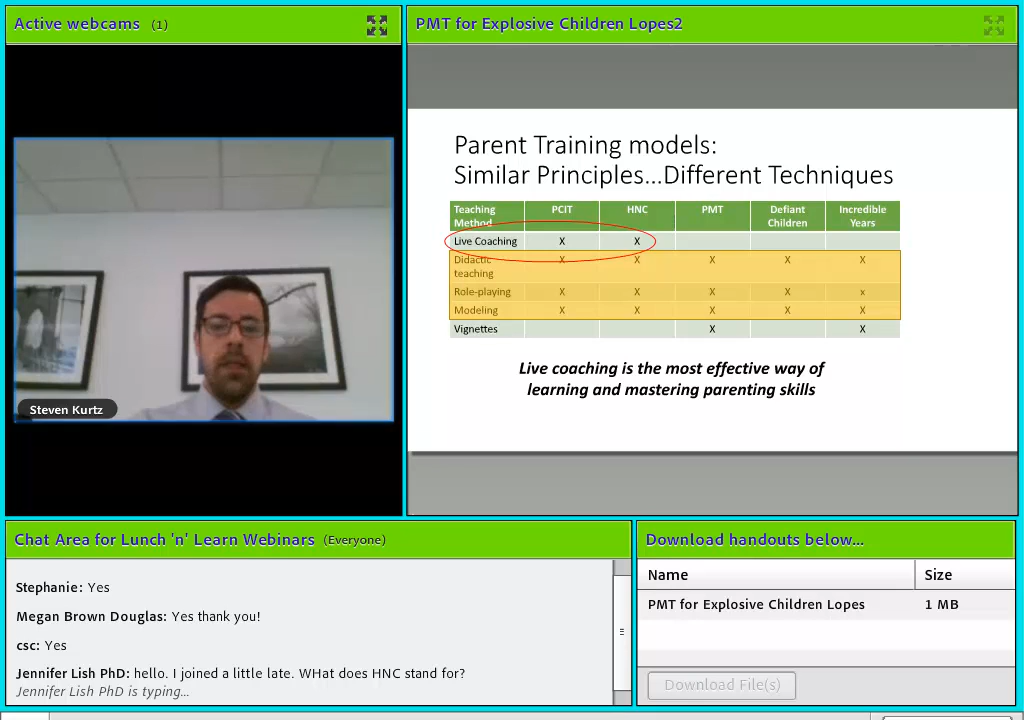 Active webcams (1)
Steven Kurtz
PMT for Explosive Children Lopes2
Parent Training models:
Similar Principles...Different Techniques
Teaching Method PCIT HNC PMT Defiant Children Incredible Years
Live Coaching X X
Didactic teaching X X X X X
Role-playing X X X X x
Modeling X X X X X
Vignettes X X
Live coaching is the most effective way of
learning and mastering parenting skills
Chat Area for Lunch 'n' Learn Webinars (Everyone)
Stephanie: Yes
Megan Brown Douglas: Yes thank you!
csc: Yes
Jennifer Lish PhD: hello. I joined a little late. WHat does HNC stand for?
Jennifer Lish PhD is typing...
Download handouts below...
Name Size
PMT for Explosive Children Lopes 1 MB
Download File(s)